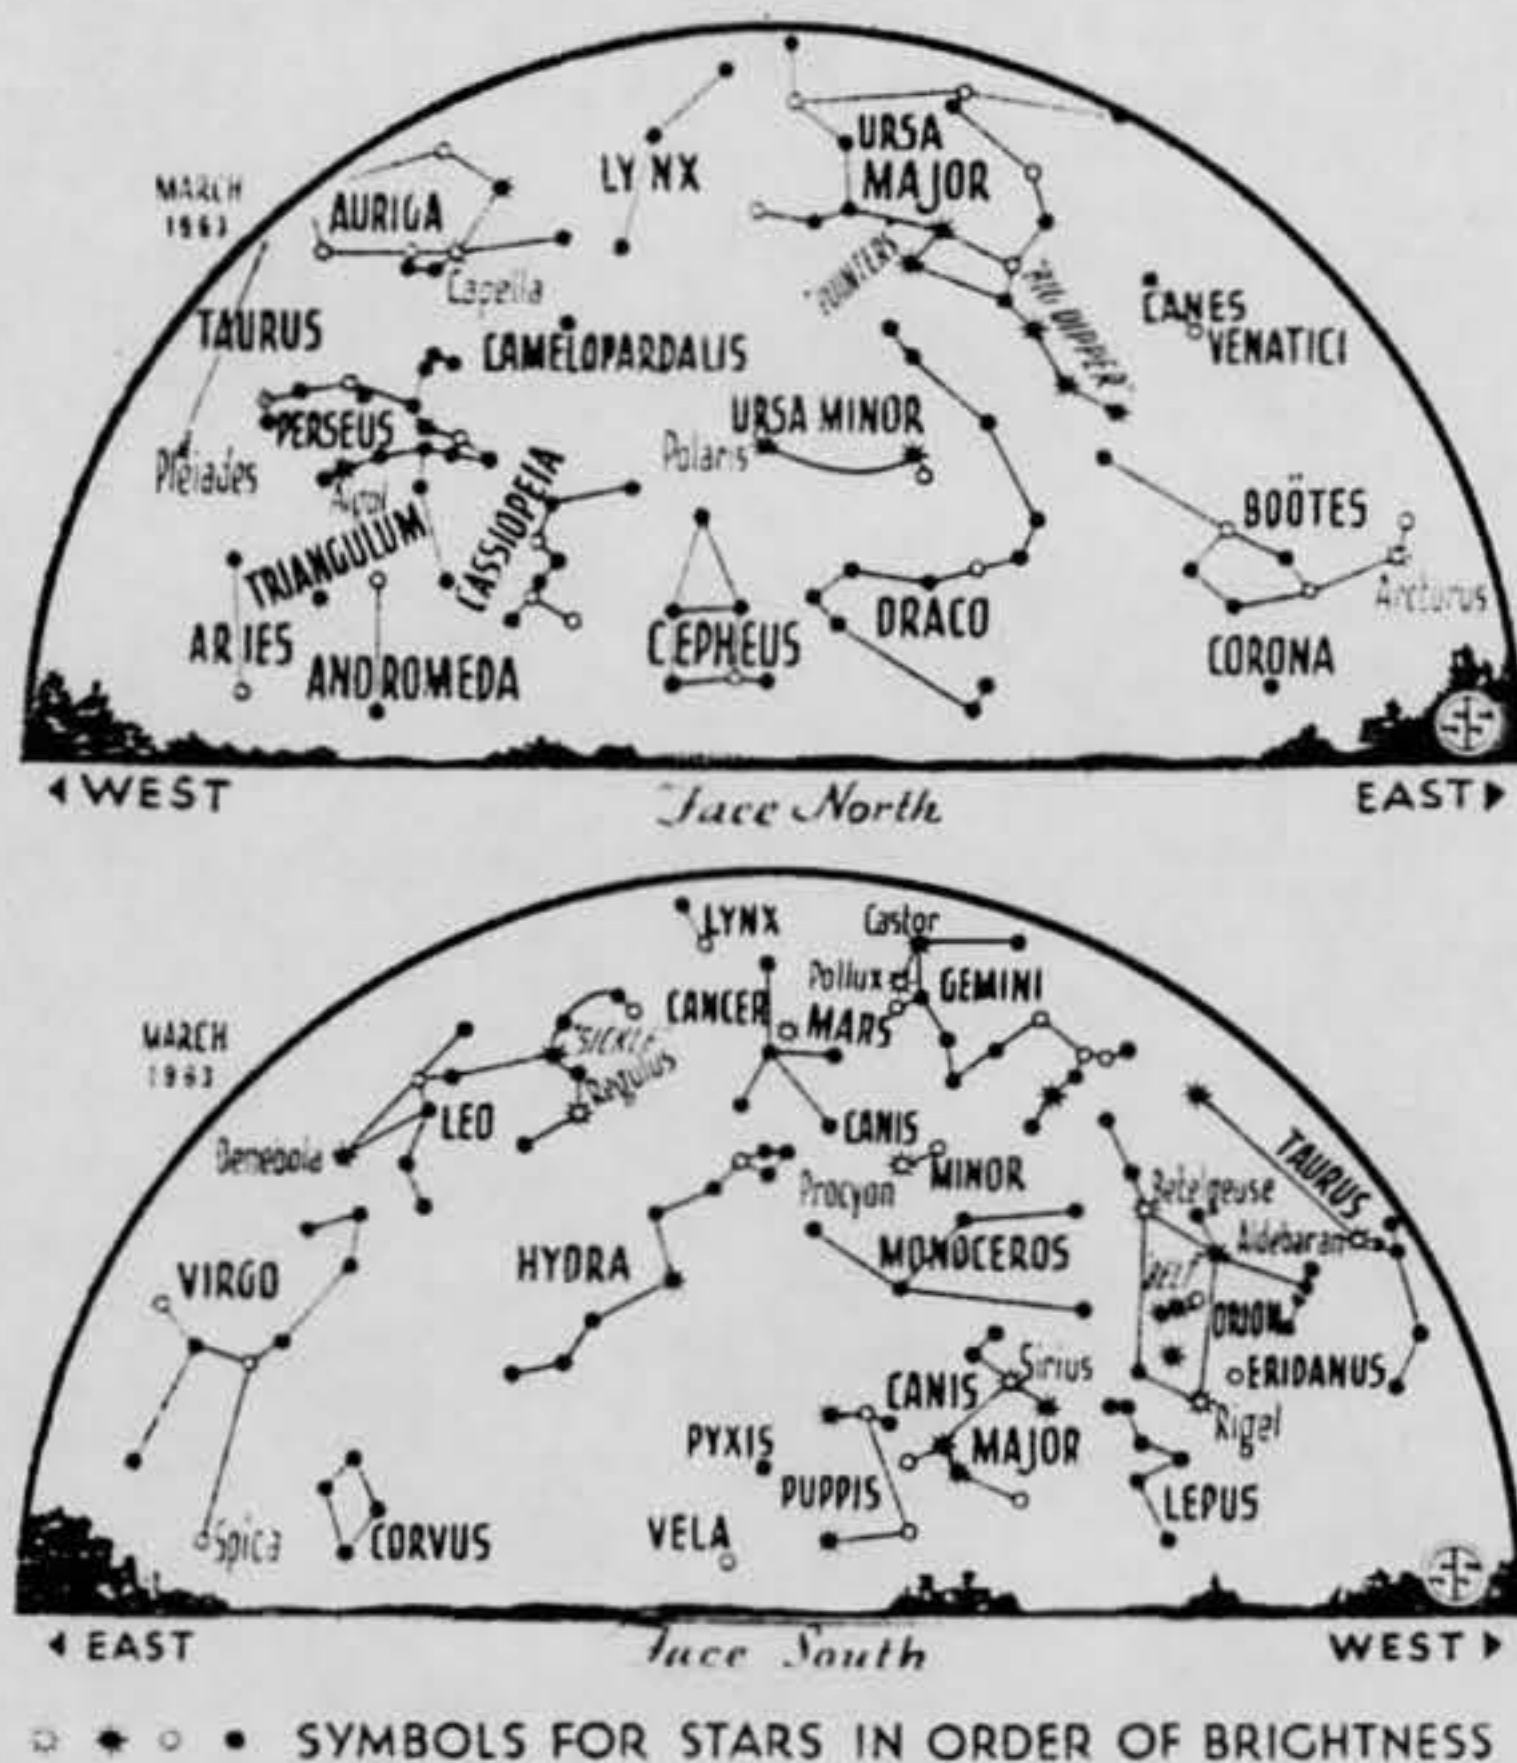 MARCH
1963
AURIGA
LYNX
URSA
MAJOR
Capella
"POINTERS"
"BIG DIPPER"
CANES
VENATICI
TAURUS
CAMELOPARDALIS
PERSEUS
URSA MINOR
Polaris
Pleiades
Algol
CASSIOPEIA
BOÖTES
TRIANGULUM
Arcturus
ARIES
ANDROMEDA
CEPHEUS
DRACO
CORONA
WEST
Face North
EAST
LYNX
Castor
Pollux
GEMINI
CANCER
MARS
MARCH
1963
"SICKLE"
Regulus
LEO
Denebola
CANIS
MINOR
Procyon
TAURUS
Betelgeuse
Aldebaran
VIRGO
HYDRA
MONOCEROS
"BELT"
ORION
Sirius
CANIS
MAJOR
ERIDANUS
Rigel
PYXIS
PUPPIS
LEPUS
Spica
CORVUS
VELA
EAST
Face South
WEST
SYMBOLS FOR STARS IN ORDER OF BRIGHTNESS